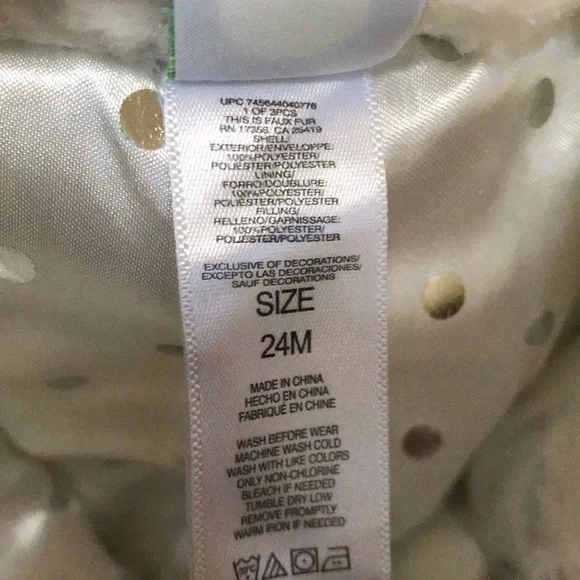 UPC 745644040776
1 OF 3PCS
THIS IS FAUX FUR
RN 17358 CA 25419
SHELL/
EXTERIOR/ENVELOPPE:
100%POLYESTER/
POLIESTER/POLYESTER
LINING/
FORRO DOUBLURE:
100%POLYESTER/
POLIESTER/POLYESTER
FILLING/
RELLENO/GARNISSAGE:
100%POLYESTER/
POLIESTER/POLYESTER
EXCLUSIVE OF DECORATIONS/
EXCEPTO LAS DECORACIONES/
SAUF DÉCORATIONS
SIZE
24M
MADE IN CHINA
HECHO EN CHINA
FABRIQUÉ EN CHINE
WASH BEFORE WEAR
MACHINE WASH COLD
WASH WITH LIKE COLORS
ONLY NON-CHLORINE
BLEACH IF NEEDED
TUMBLE DRY LOW
REMOVE PROMPTLY
WARM IRON IF NEEDED
30°C